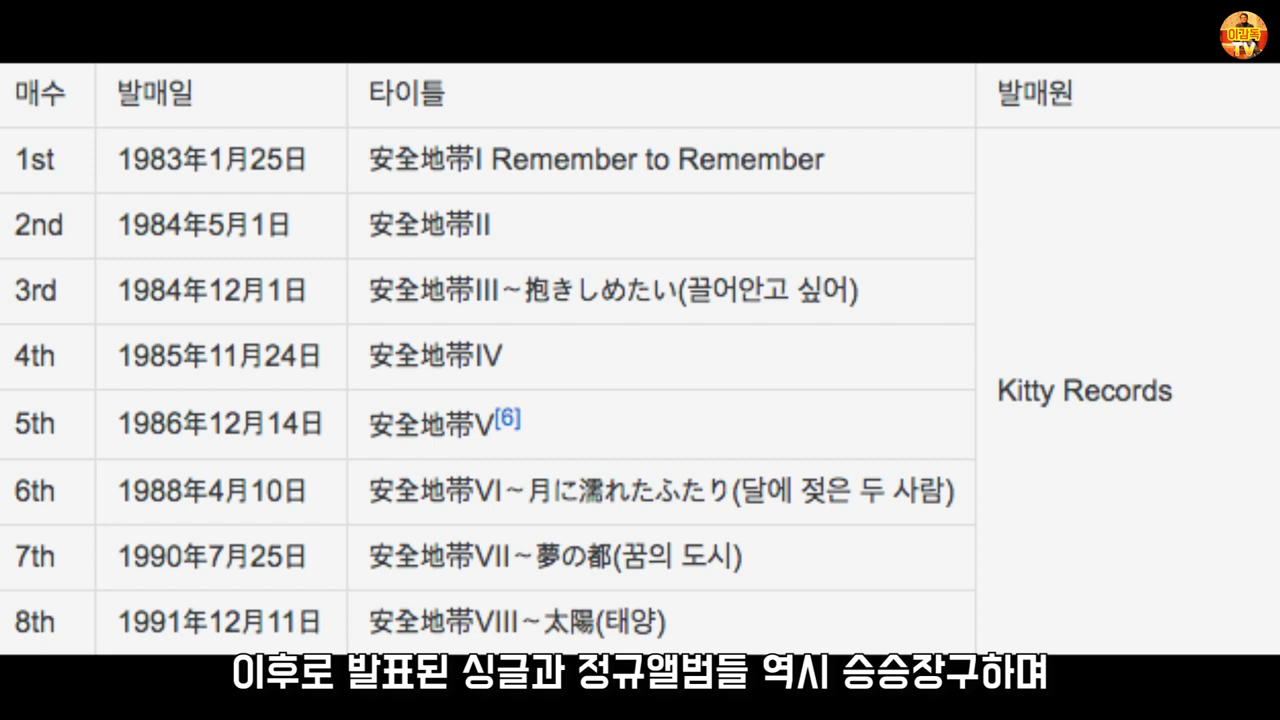 이감독
TV
매수 발매일 타이틀 발매원
1st 1983年1月25日 安全地帯I Remember to Remember
2nd 1984年5月1日 安全地帯II
3rd 1984年12月1日 安全地帯III~抱きしめたい(끌어안고 싶어)
4th 1985年11月24日 安全地帯IV
Kitty Records
5th 1986年12月14日 安全地帯V[6]
6th 1988年4月10日 安全地帯VI~月に濡れたふたり(달에 젖은 두 사람)
7th 1990年7月25日 安全地帯VII~夢の都(꿈의 도시)
8th 1991年12月11日 安全地帯VIII~太陽(태양)
이후로 발표된 싱글과 정규앨범들 역시 승승장구하며